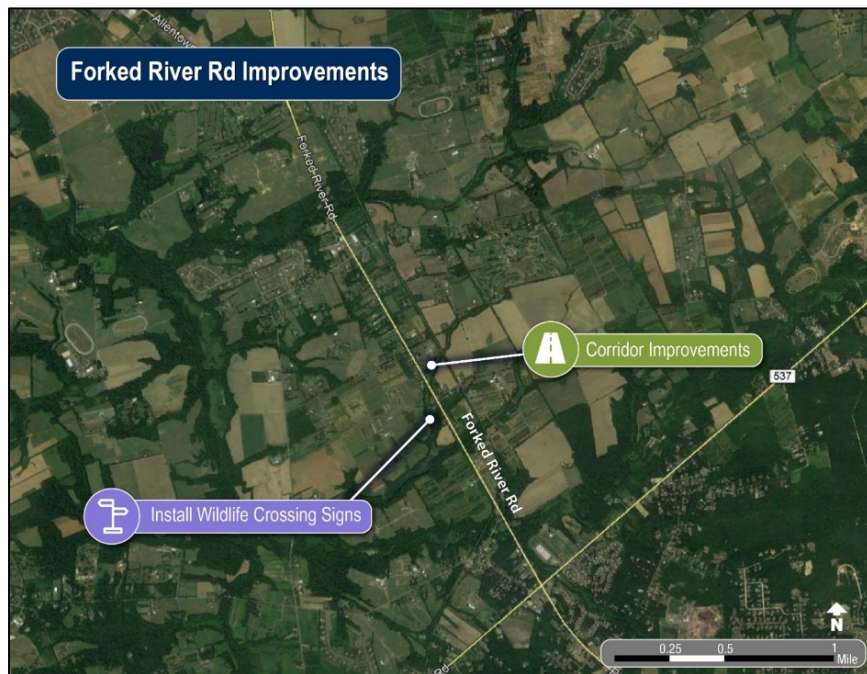 Allentown
Forked River Rd Improvements
Forked River Rd
Corridor Improvements
537
Forked River Rd
Install Wildlife Crossing Signs
N
0.25 0.5 1
Mile